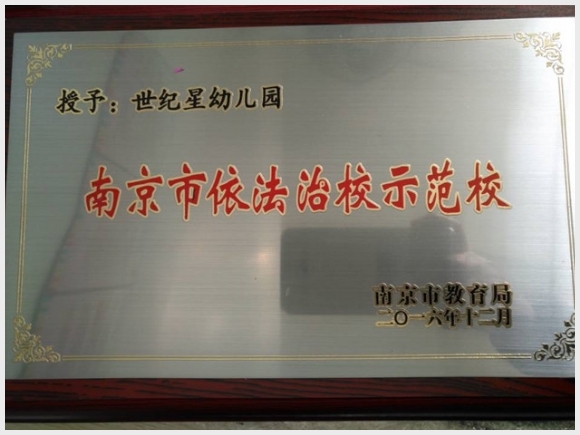 授予：世纪星幼儿园
南京市依法治校示范校
南京市教育局
二〇一六年十二月